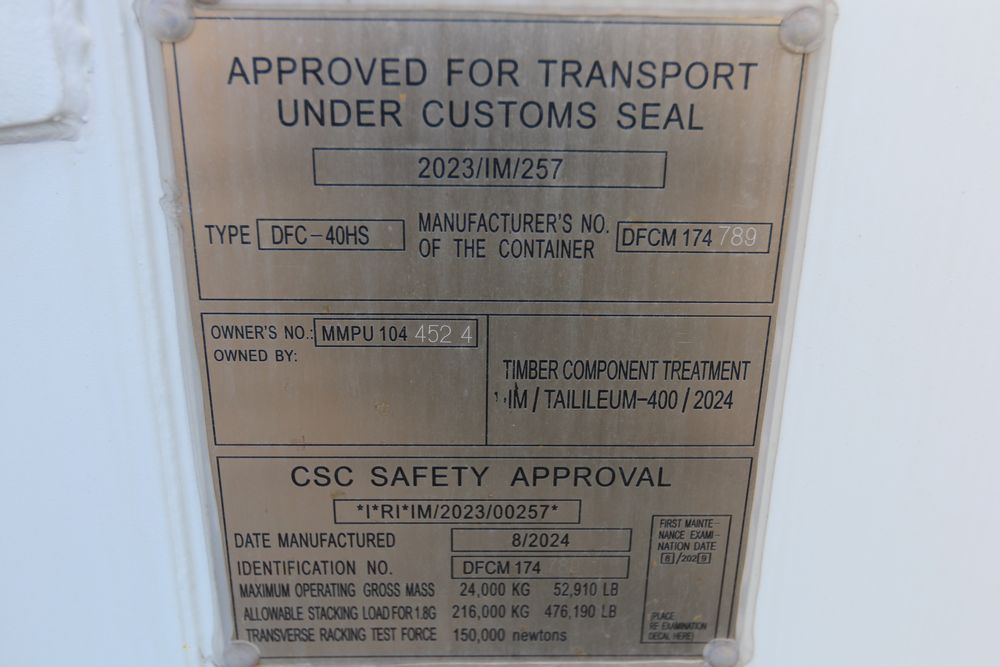 APPROVED FOR TRANSPORT
UNDER CUSTOMS SEAL
2023/IM/257
TYPE DFC-40HS
MANUFACTURER'S NO.
OF THE CONTAINER
DFCM 174 789
OWNER'S NO.: MMPU 104 452 4
OWNED BY:
TIMBER COMPONENT TREATMENT
IM / TAILILEUM-400 / 2024
CSC SAFETY APPROVAL
*I*RI*IM/2023/00257*
DATE MANUFACTURED 8/2024
IDENTIFICATION NO. DFCM 174
MAXIMUM OPERATING GROSS MASS 24,000 KG 52,910 LB
ALLOWABLE STACKING LOAD FOR 1.8G 216,000 KG 476,190 LB
TRANSVERSE RACKING TEST FORCE 150,000 newtons
FIRST MAINTE-
NANCE EXAMI-
NATION DATE
8/2029
(PLACE
RE EXAMINATION
DECAL HERE)